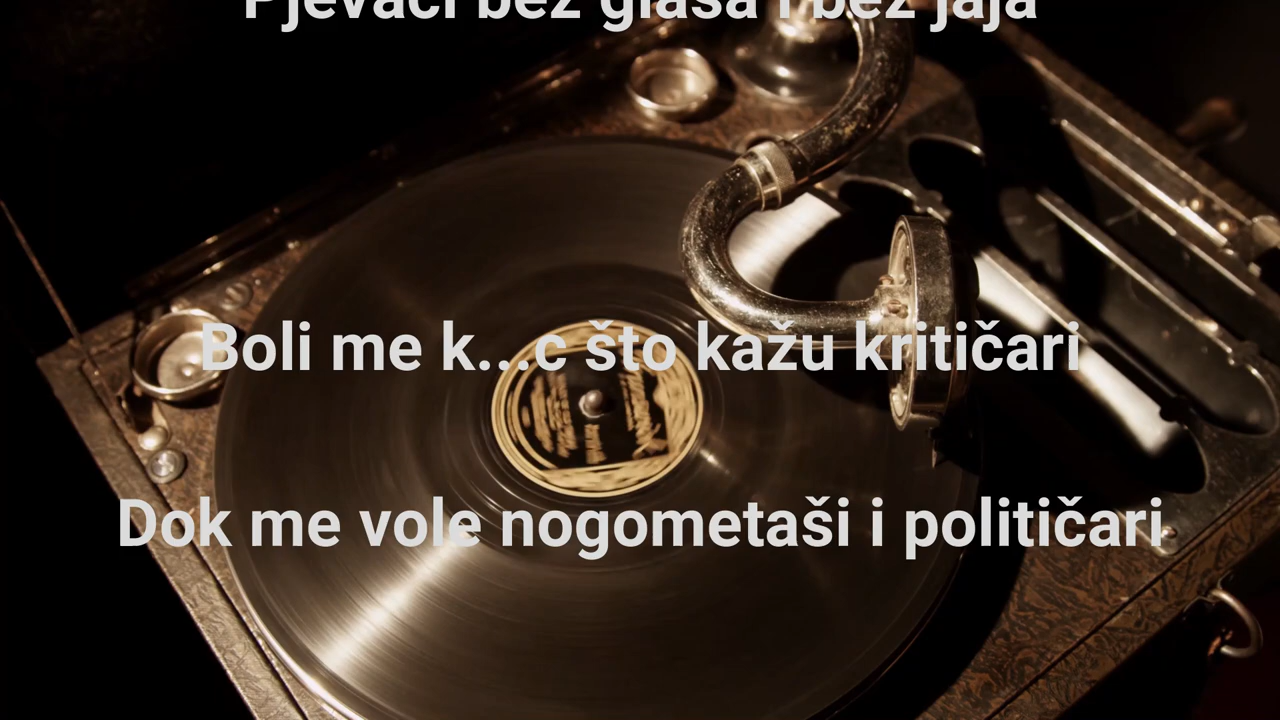 Pjevači bez glasa i bez jaja
Boli me k...c što kažu kritičari
Dok me vole nogometaši i političari